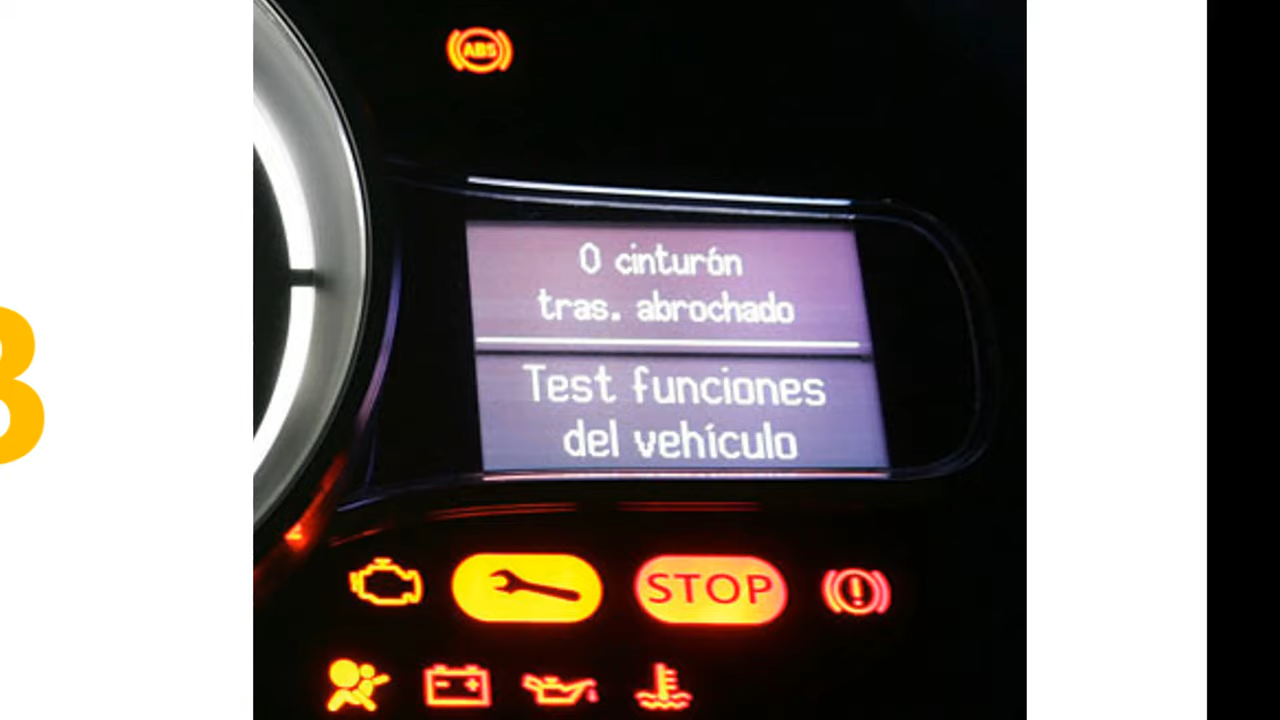 ABS
0 cinturón
tras. abrochado
Test funciones
del vehículo
STOP